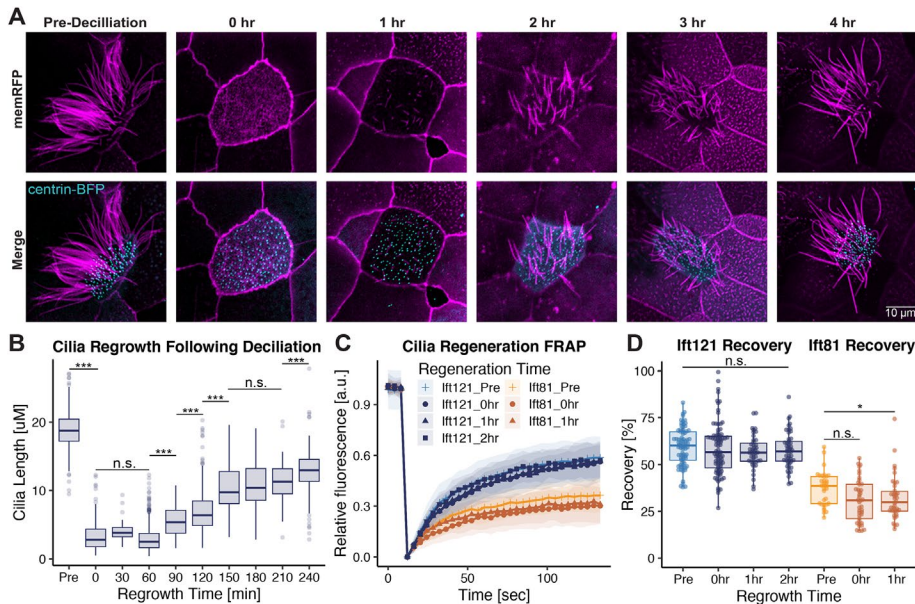 A
Pre-Decilliation 0 hr 1 hr 2 hr 3 hr 4 hr
memRFP
centrin-BFP
Merge
10 µm
B
Cilia Regrowth Following Deciliation
*** n.s. *** *** *** n.s. ***
Cilia Length [uM]
20
10
0
Pre 0 30 60 90 120 150 180 210 240
Regrowth Time [min]
C
Cilia Regeneration FRAP
Regeneration Time
Ift121_Pre Ift81_Pre
Ift121_0hr Ift81_0hr
Ift121_1hr Ift81_1hr
Ift121_2hr
Relative fluorescence [a.u.]
0.9
0.6
0.3
0.0
0 50 100
Time [sec]
D
Ift121 Recovery Ift81 Recovery
n.s.
*
n.s.
Recovery [%]
100
75
50
25
0
Pre 0hr 1hr 2hr Pre 0hr 1hr
Regrowth Time